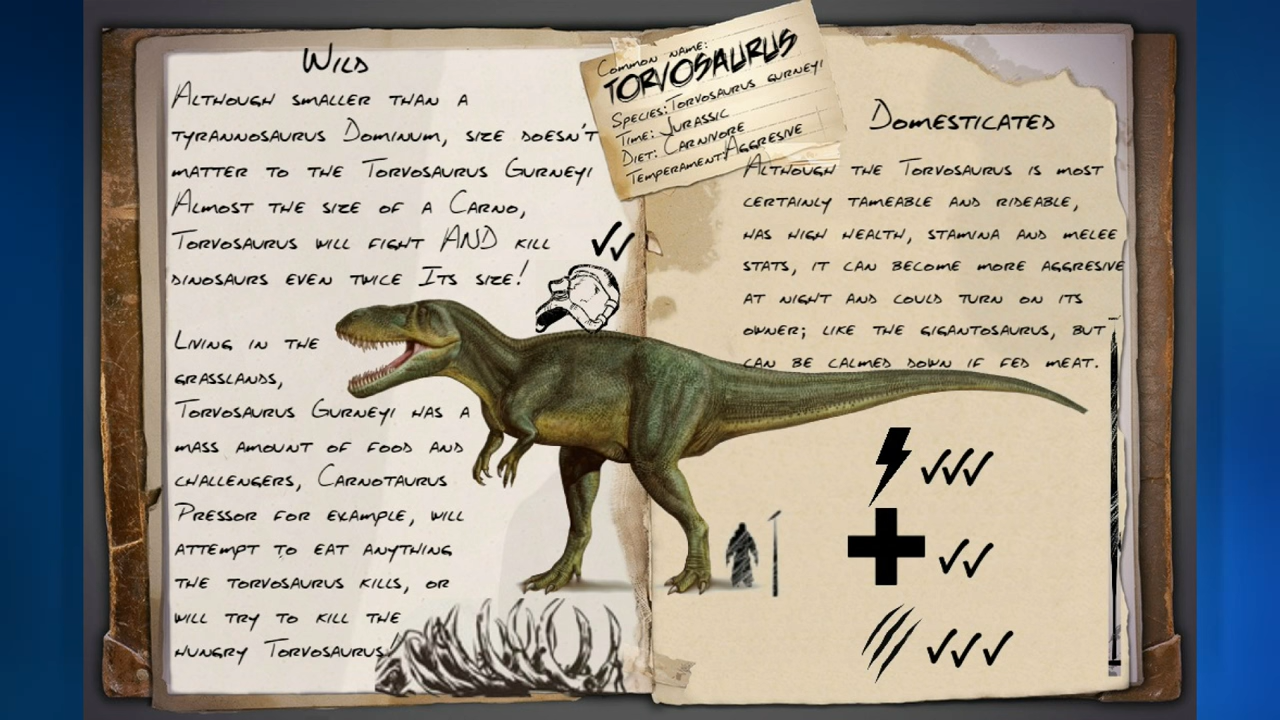 Wild
Although smaller than a
tyrannosaurus Dominum, size doesn't
matter to the Torvosaurus Gurneyi
Almost the size of a Carno,
Torvosaurus will fight AND kill
dinosaurs even twice Its size!
Living in the
grasslands,
Torvosaurus Gurneyi has a
mass amount of food and
challengers, Carnotaurus
Pressor for example, will
attempt to eat anything
the torvosaurus kills, or
will try to kill the
hungry Torvosaurus!
Common name:
TORVOSAURUS
Species: Torvosaurus gurneyi
Time: Jurassic
Diet: Carnivore
Temperament: Aggresive
Domesticated
Although the Torvosaurus is most
certainly tameable and rideable,
has high health, stamina and melee
stats, it can become more aggresive
at night and could turn on its
owner; like the gigantosaurus, but
can be calmed down if fed meat.